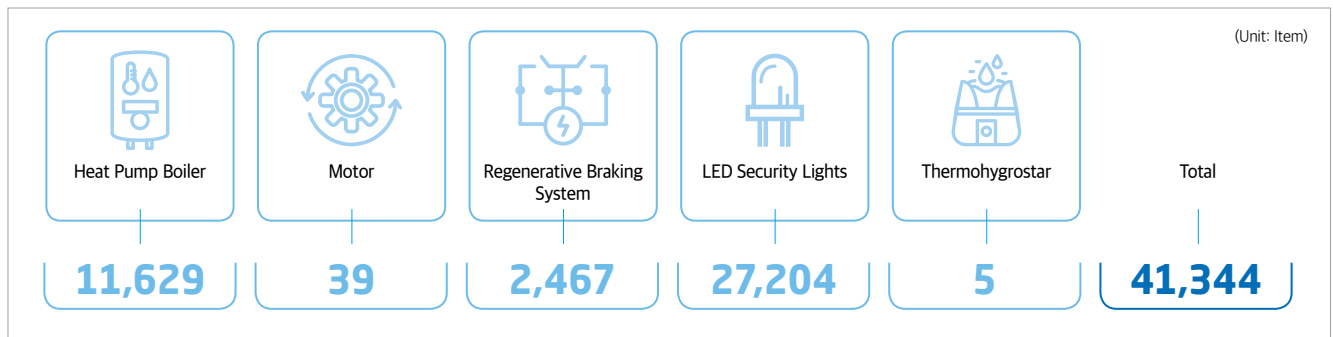 (Unit: Item)
Heat Pump Boiler
Motor
Regenerative Braking
System
LED Security Lights
Thermohygrostar
Total
11,629
39
2,467
27,204
5
41,344